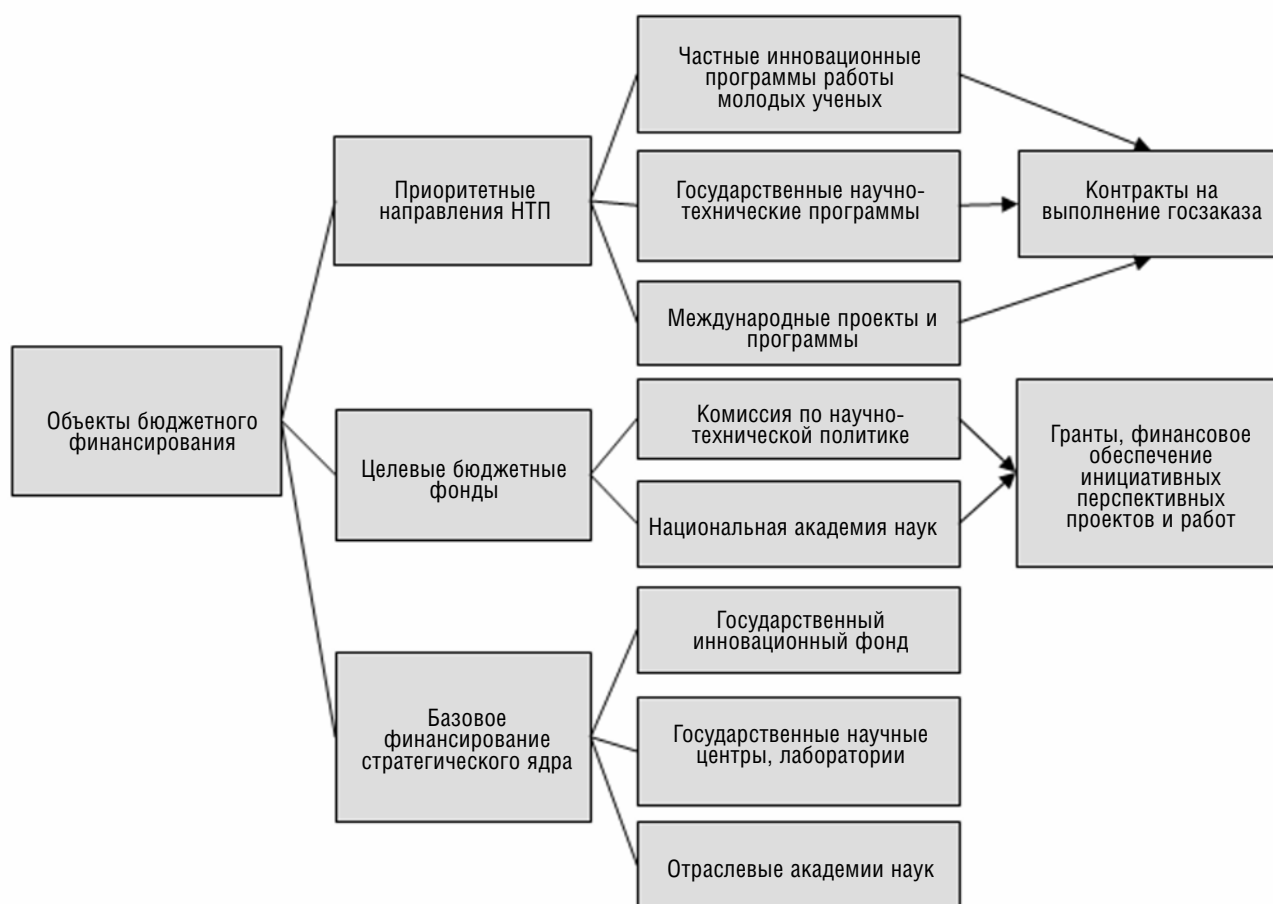 Частные инновационные
программы работы
молодых ученых
Приоритетные
направления НТП
Государственные научно-
технические программы
Контракты на
выполнение госзаказа
Международные проекты и
программы
Объекты бюджетного
финансирования
Целевые бюджетные
фонды
Комиссия по научно-
технической политике
Национальная академия наук
Гранты, финансовое
обеспечение
инициативных
перспективных
проектов и работ
Базовое
финансирование
стратегического ядра
Государственный
инновационный фонд
Государственные научные
центры, лаборатории
Отраслевые академии наук